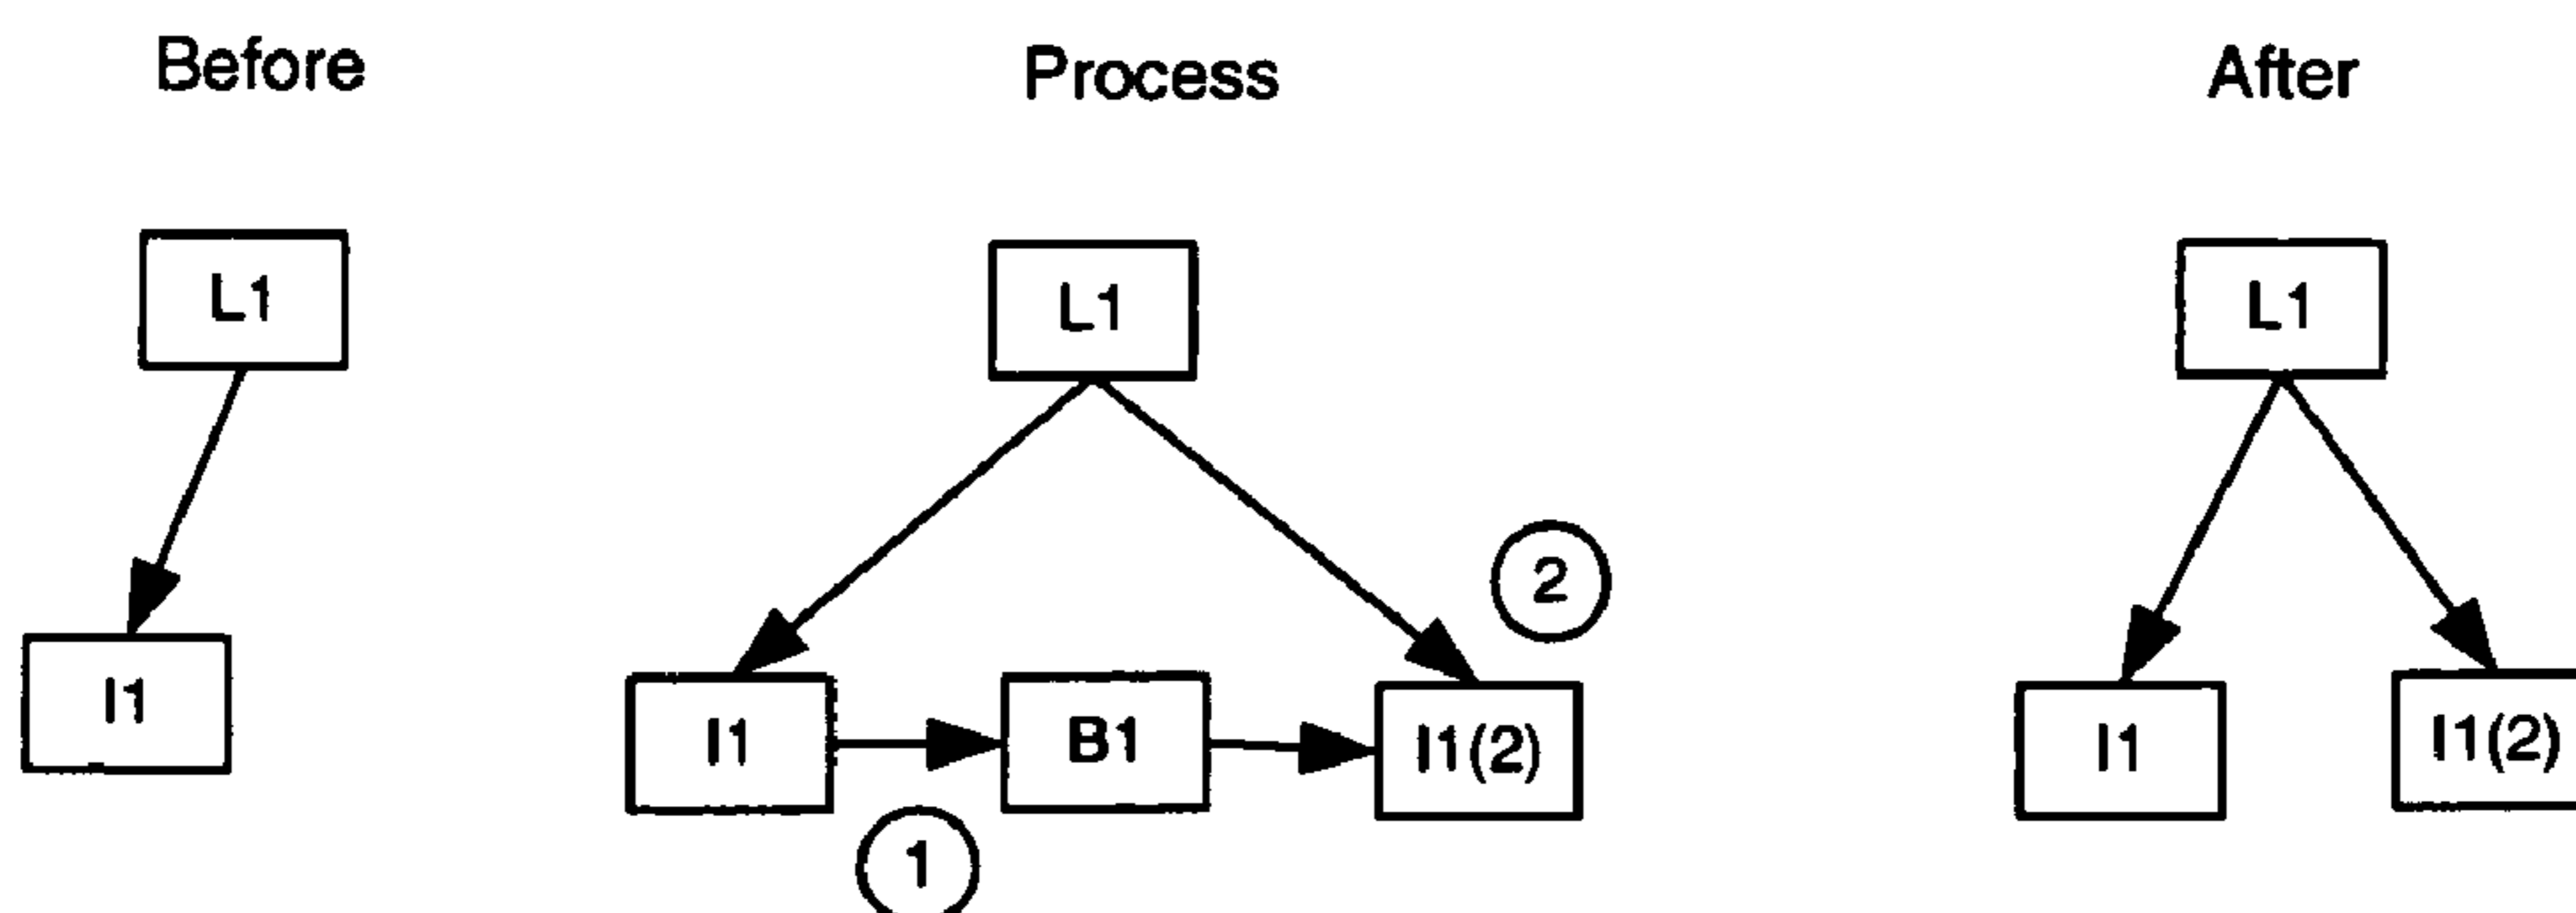 Before Process After
L1 L1 L1
2
I1 I1 B1 I1(2) I1 I1(2)
1